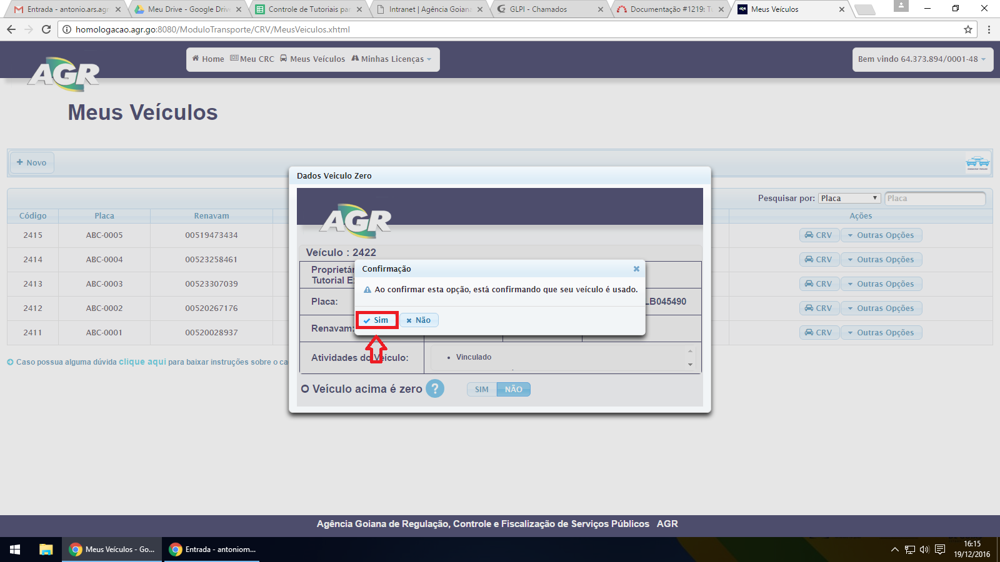 Entrada - antonio.ars.agr
Meu Drive - Google Drive
Controle de Tutoriais par
Intranet | Agência Goiana
GLPI - Chamados
Documentação #1219: Tu
Meus Veículos
homologacao.agr.go:8080/ModuloTransporte/CRV/MeusVeiculos.xhtml
AGR
Home Meu CRC Meus Veículos Minhas Licenças
Bem vindo 64.373.894/0001-48
Meus Veículos
+ Novo
Pesquisar por: Placa Placa
Código Placa Renavam Ações
2415 ABC-0005 00519473434 CRV Outras Opções
2414 ABC-0004 00523258461 CRV Outras Opções
2413 ABC-0003 00523307039 CRV Outras Opções
2412 ABC-0002 00520267176 CRV Outras Opções
2411 ABC-0001 00520028937 CRV Outras Opções
Caso possua alguma dúvida clique aqui para baixar instruções sobre o ca
Dados Veiculo Zero
AGR
Veículo : 2422
Proprietár
Tutorial E
Placa: LB045490
Renavam:
Atividades do Veículo: • Vinculado
O Veículo acima é zero ? SIM NÃO
Confirmação
Ao confirmar esta opção, está confirmando que seu veículo é usado.
Sim Não
Agência Goiana de Regulação, Controle e Fiscalização de Serviços Públicos AGR
Meus Veículos - Go...
Entrada - antoniom...
16:15
19/12/2016